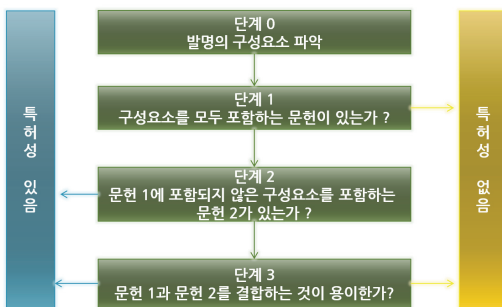 단계 0
발명의 구성요소 파악
단계 1
구성요소를 모두 포함하는 문헌이 있는가 ?
단계 2
문헌 1에 포함되지 않은 구성요소를 포함하는
문헌 2가 있는가 ?
단계 3
문헌 1과 문헌 2를 결합하는 것이 용이한가?
특허성 있음
특허성 없음